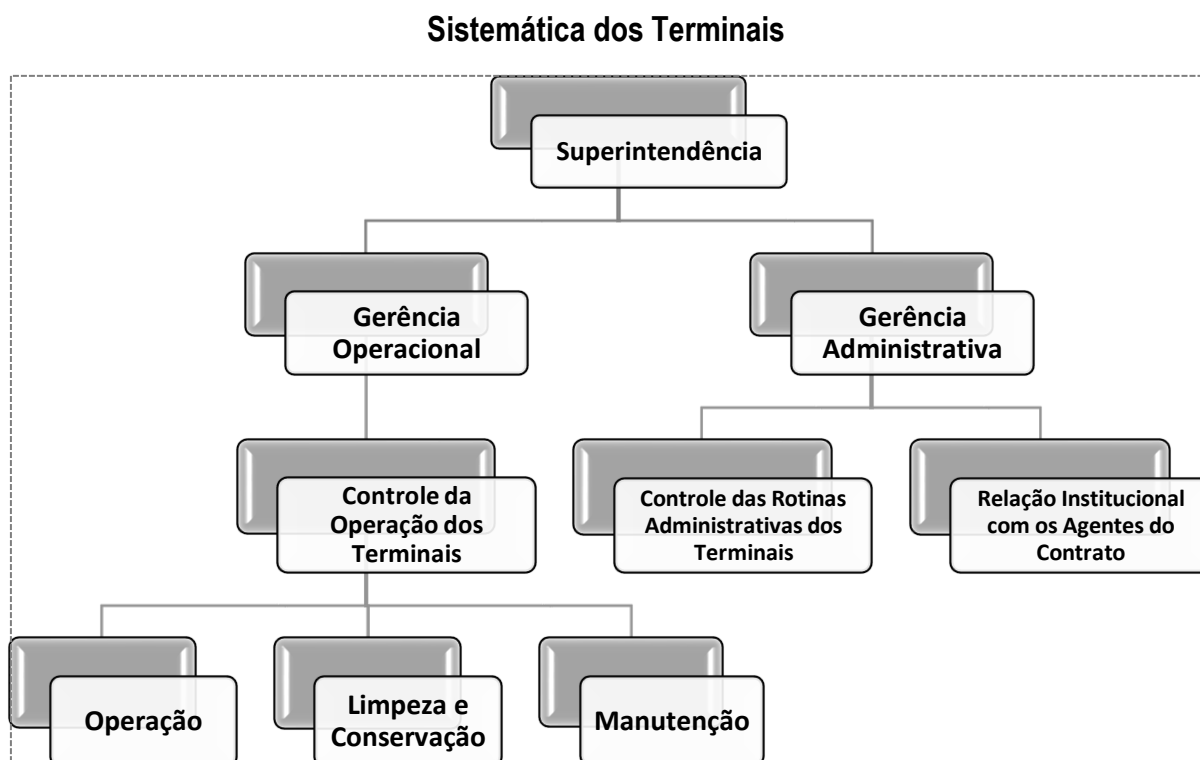 Sistemática dos Terminais
Superintendência
Gerência
Operacional
Gerência
Administrativa
Controle da
Operação dos
Terminais
Controle das Rotinas
Administrativas dos
Terminais
Relação Institucional
com os Agentes do
Contrato
Operação
Limpeza e
Conservação
Manutenção